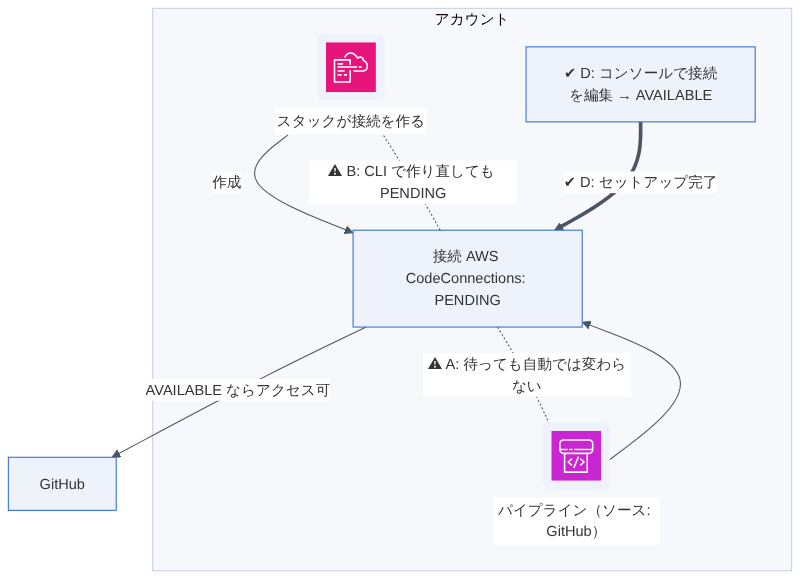 アカウント
✔ D: コンソールで接続
を編集 → AVAILABLE
スタックが接続を作る
⚠ B: CLI で作り直しても
PENDING
作成
✔ D: セットアップ完了
接続 AWS
CodeConnections:
PENDING
⚠ A: 待っても自動では変わら
ない
AVAILABLE ならアクセス可
GitHub
パイプライン（ソース:
GitHub）